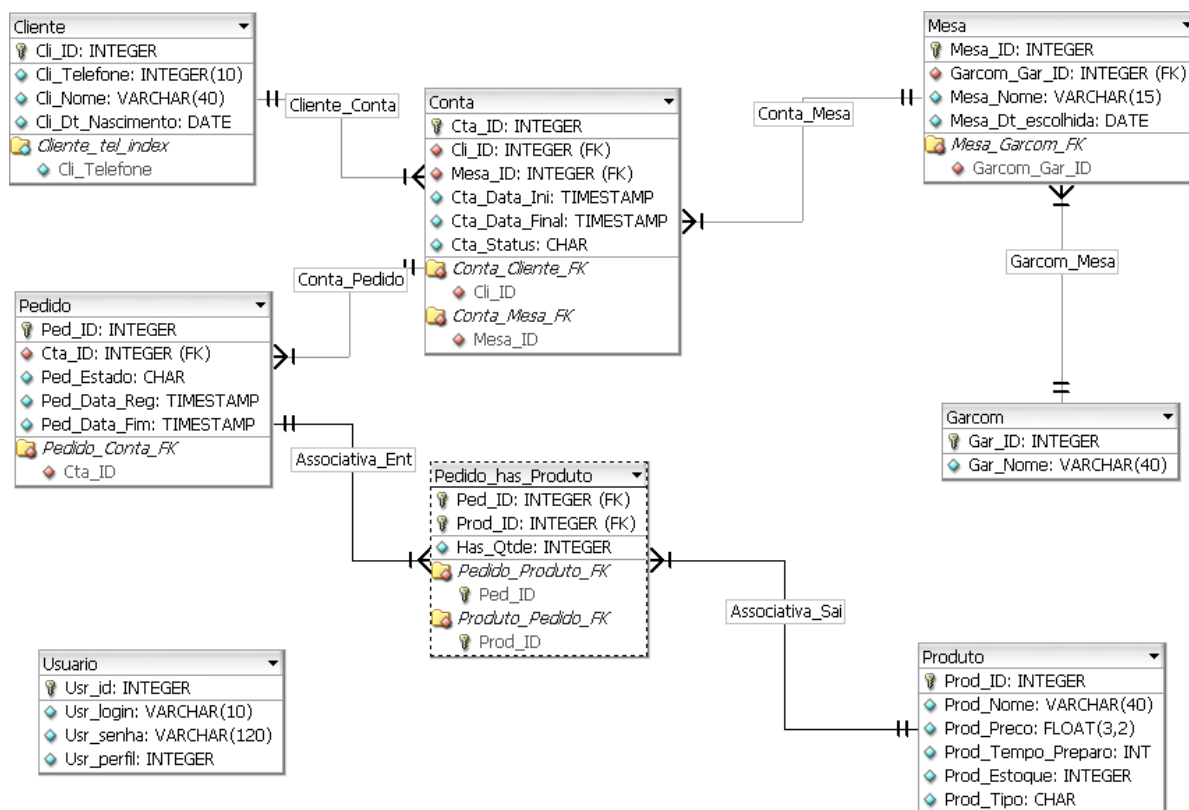 Cliente
Cli_ID: INTEGER
Cli_Telefone: INTEGER(10)
Cli_Nome: VARCHAR(40)
Cli_Dt_Nascimento: DATE
Cliente_tel_index
Cli_Telefone
Cliente_Conta
Conta
Cta_ID: INTEGER
Cli_ID: INTEGER (FK)
Mesa_ID: INTEGER (FK)
Cta_Data_Ini: TIMESTAMP
Cta_Data_Final: TIMESTAMP
Cta_Status: CHAR
Conta_Cliente_FK
Cli_ID
Conta_Mesa_FK
Mesa_ID
Conta_Mesa
Mesa
Mesa_ID: INTEGER
Garcom_Gar_ID: INTEGER (FK)
Mesa_Nome: VARCHAR(15)
Mesa_Dt_escolhida: DATE
Mesa_Garcom_FK
Garcom_Gar_ID
Garcom_Mesa
Conta_Pedido
Pedido
Ped_ID: INTEGER
Cta_ID: INTEGER (FK)
Ped_Estado: CHAR
Ped_Data_Reg: TIMESTAMP
Ped_Data_Fim: TIMESTAMP
Pedido_Conta_FK
Cta_ID
Garcom
Gar_ID: INTEGER
Gar_Nome: VARCHAR(40)
Associativa_Ent
Pedido_has_Produto
Ped_ID: INTEGER (FK)
Prod_ID: INTEGER (FK)
Has_Qtde: INTEGER
Pedido_Produto_FK
Ped_ID
Produto_Pedido_FK
Prod_ID
Associativa_Sai
Usuario
Usr_id: INTEGER
Usr_login: VARCHAR(10)
Usr_senha: VARCHAR(120)
Usr_perfil: INTEGER
Produto
Prod_ID: INTEGER
Prod_Nome: VARCHAR(40)
Prod_Preco: FLOAT(3,2)
Prod_Tempo_Preparo: INT
Prod_Estoque: INTEGER
Prod_Tipo: CHAR